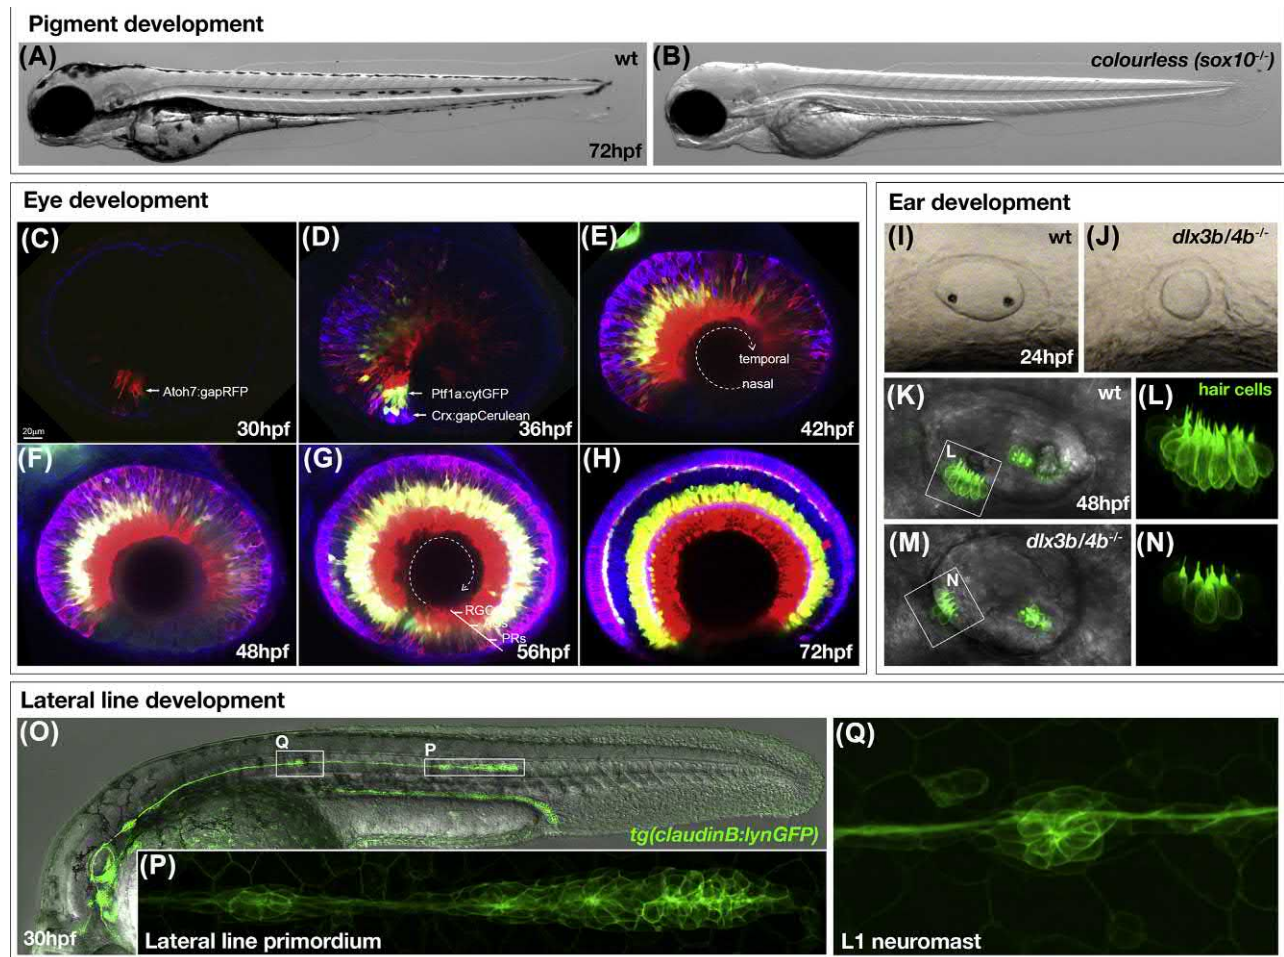 Pigment development
(A)
wt
72hpf
(B)
colourless (sox10-/-)
Eye development
(C)
Atoh7:gapRFP
20µm
30hpf
(D)
Ptf1a:cytGFP
Crx:gapCerulean
36hpf
(E)
temporal
nasal
42hpf
(F)
48hpf
(G)
PRs
56hpf
(H)
72hpf
Ear development
(I)
wt
24hpf
(J)
dlx3b/4b-/-
(K)
wt
L
48hpf
(L)
hair cells
(M)
dlx3b/4b-/-
N
(N)
Lateral line development
(O)
Q
P
tg(claudinB:lynGFP)
30hpf
(P)
Lateral line primordium
(Q)
L1 neuromast